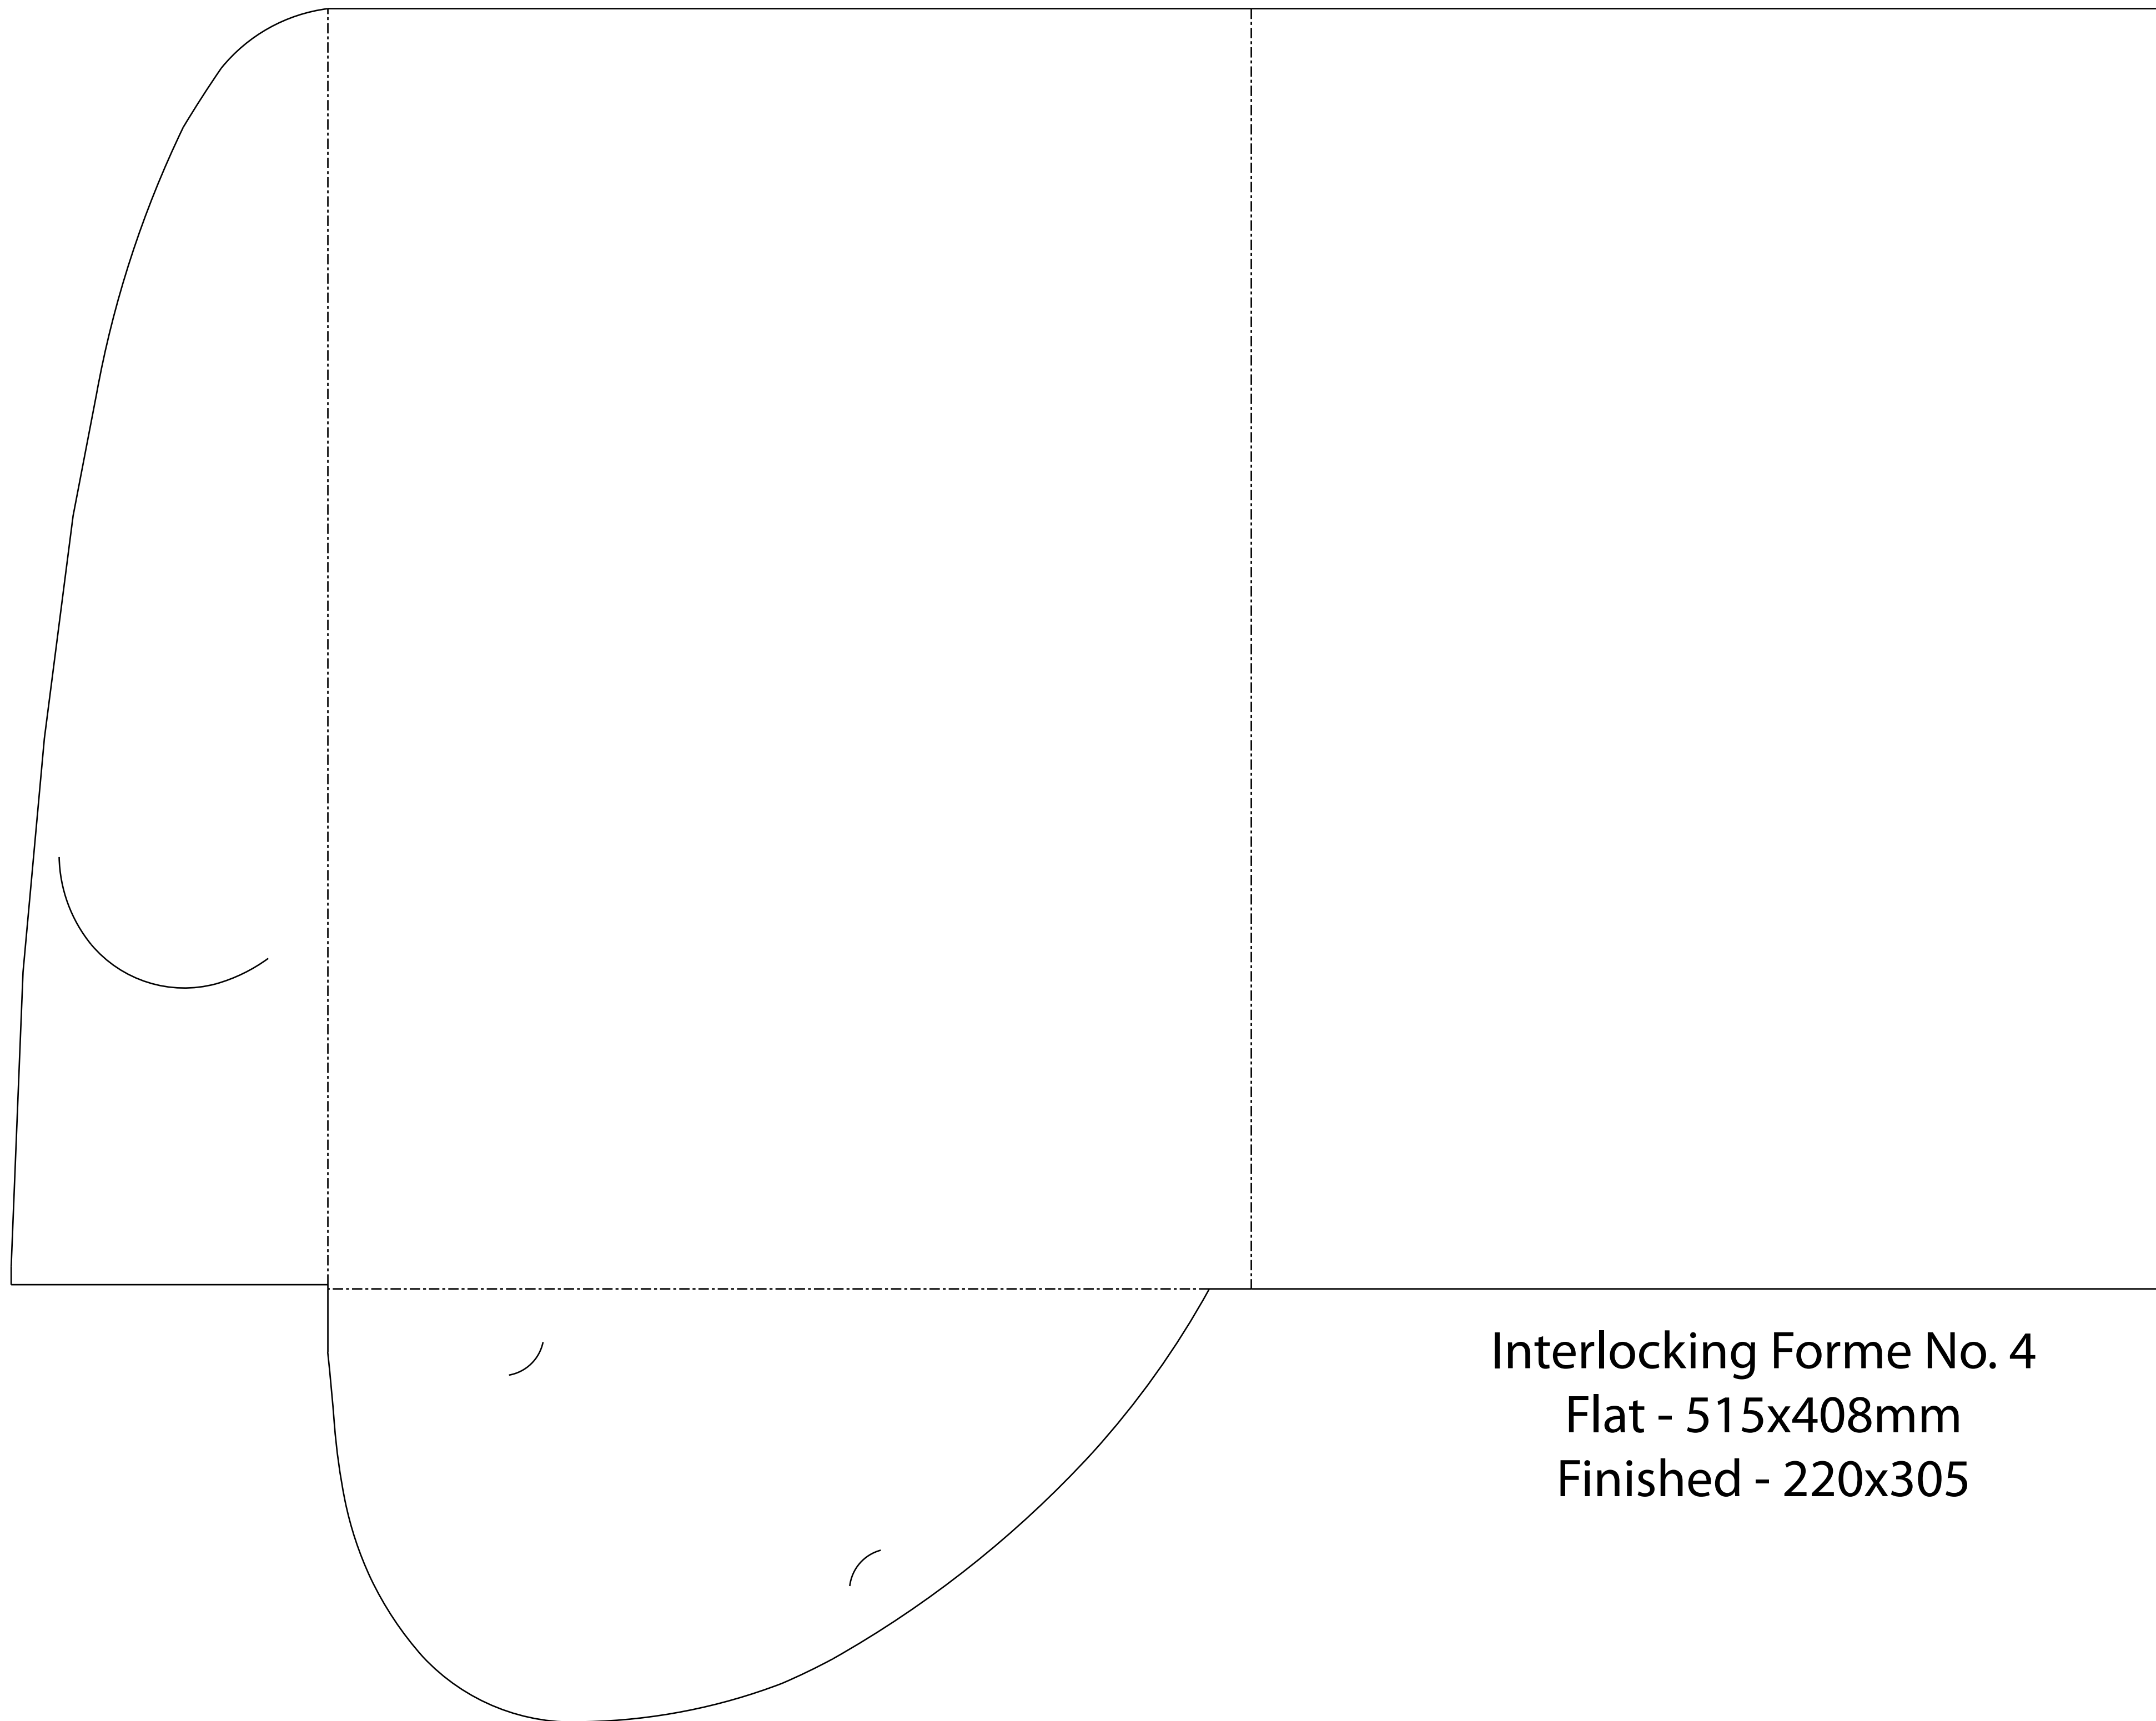 Interlocking Forme No. 4
Flat - 515x408mm
Finished - 220x305